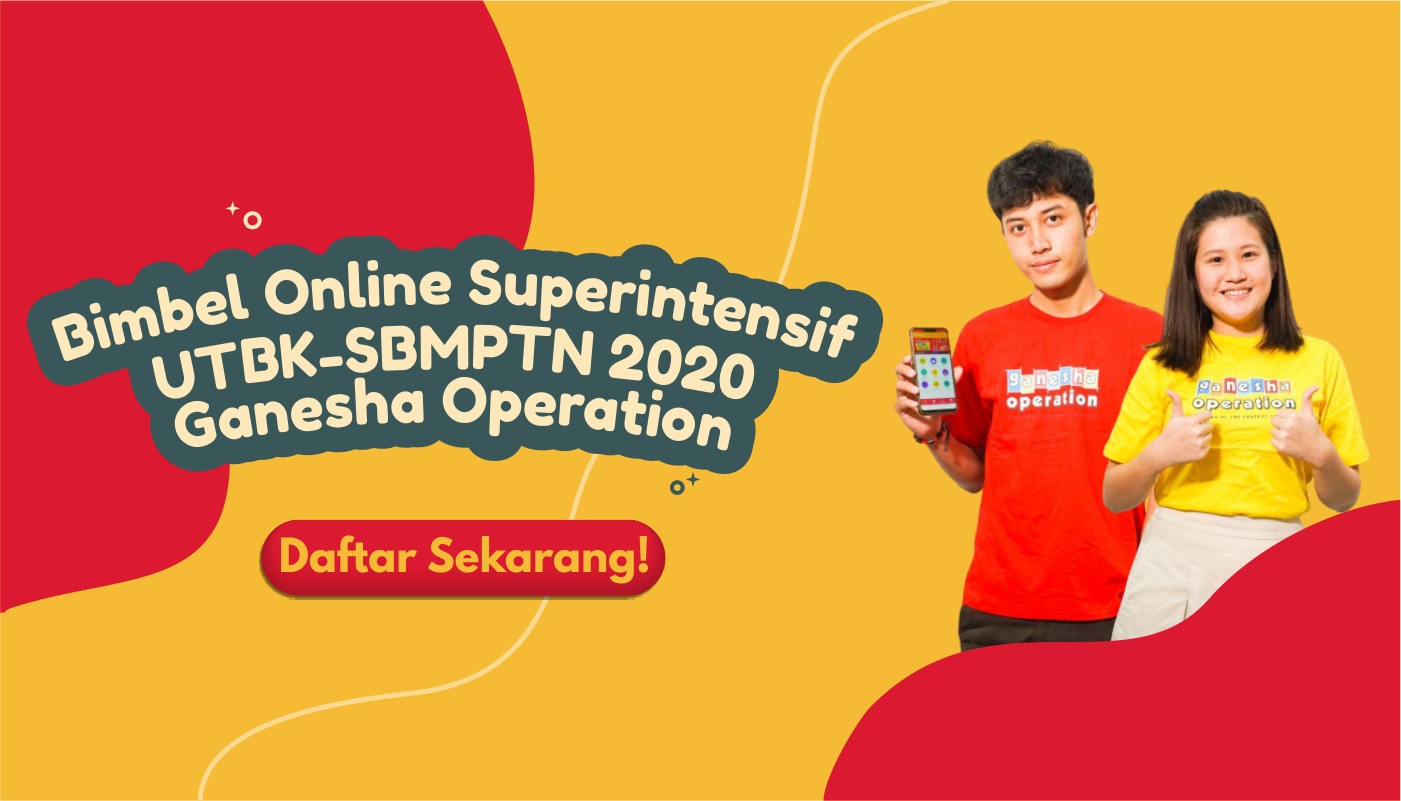 Bimbel Online Superintensif
UTBK-SBMPTN 2020
Ganesha Operation
Daftar Sekarang!
ganesha
operation
ganesha
operation